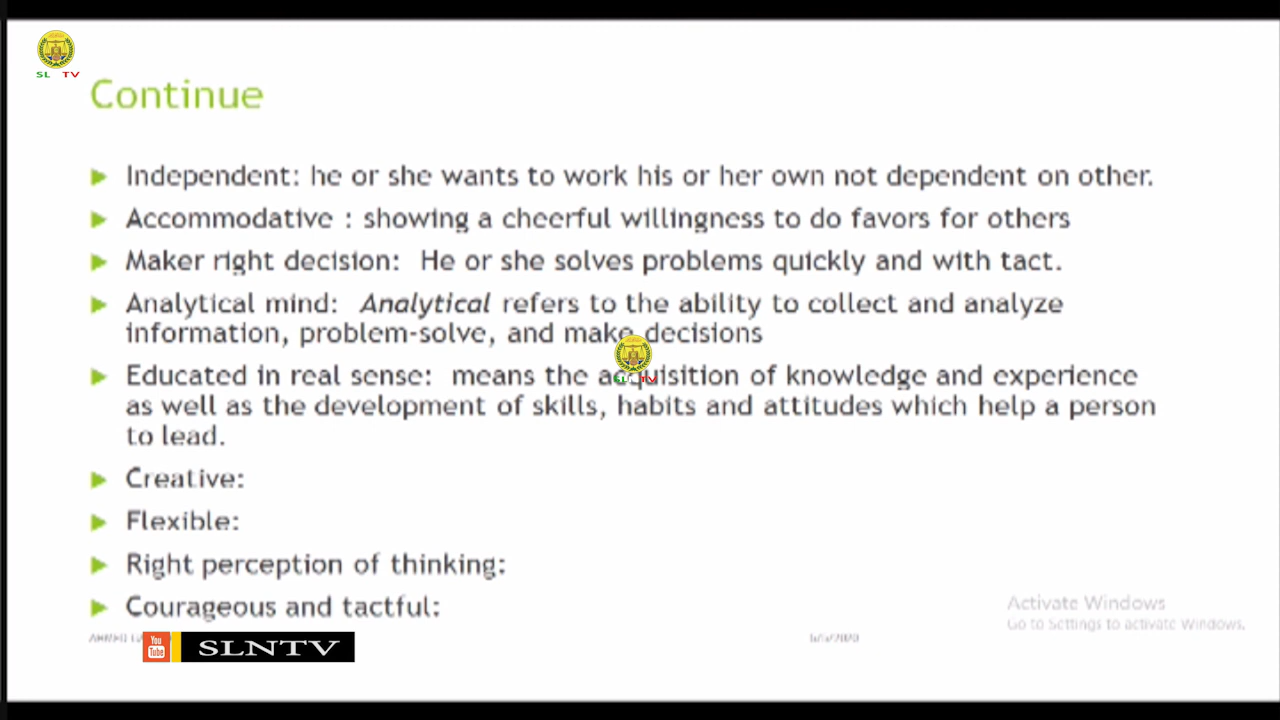 SL TV
Continue
Independent: he or she wants to work his or her own not dependent on other.
Accommodative : showing a cheerful willingness to do favors for others
Maker right decision: He or she solves problems quickly and with tact.
Analytical mind: Analytical refers to the ability to collect and analyze
information, problem-solve, and make decisions
Educated in real sense: means the acquisition of knowledge and experience
as well as the development of skills, habits and attitudes which help a person
to lead.
SLN TV
Creative:
Flexible:
Right perception of thinking:
Courageous and tactful:
Activate Windows
Go to Settings to activate Windows.
You
Tube
SLNTV